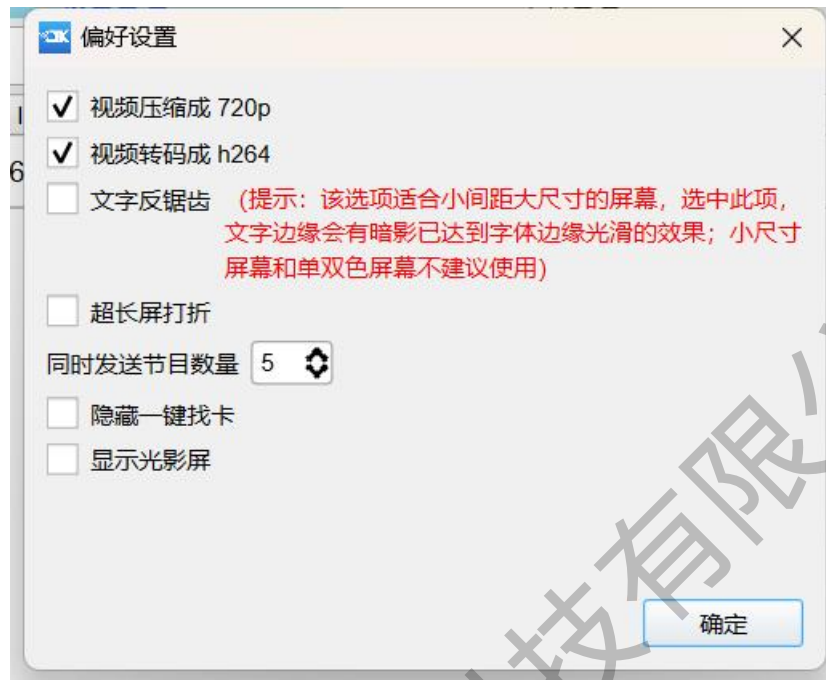 偏好设置
视频压缩成 720p
视频转码成 h264
文字反锯齿 (提示：该选项适合小间距大尺寸的屏幕，选中此项，
文字边缘会有暗影已达到字体边缘光滑的效果；小尺寸
屏幕和单双色屏幕不建议使用)
超长屏打折
同时发送节目数量 5
隐藏一键找卡
显示光影屏
确定
科技有限公